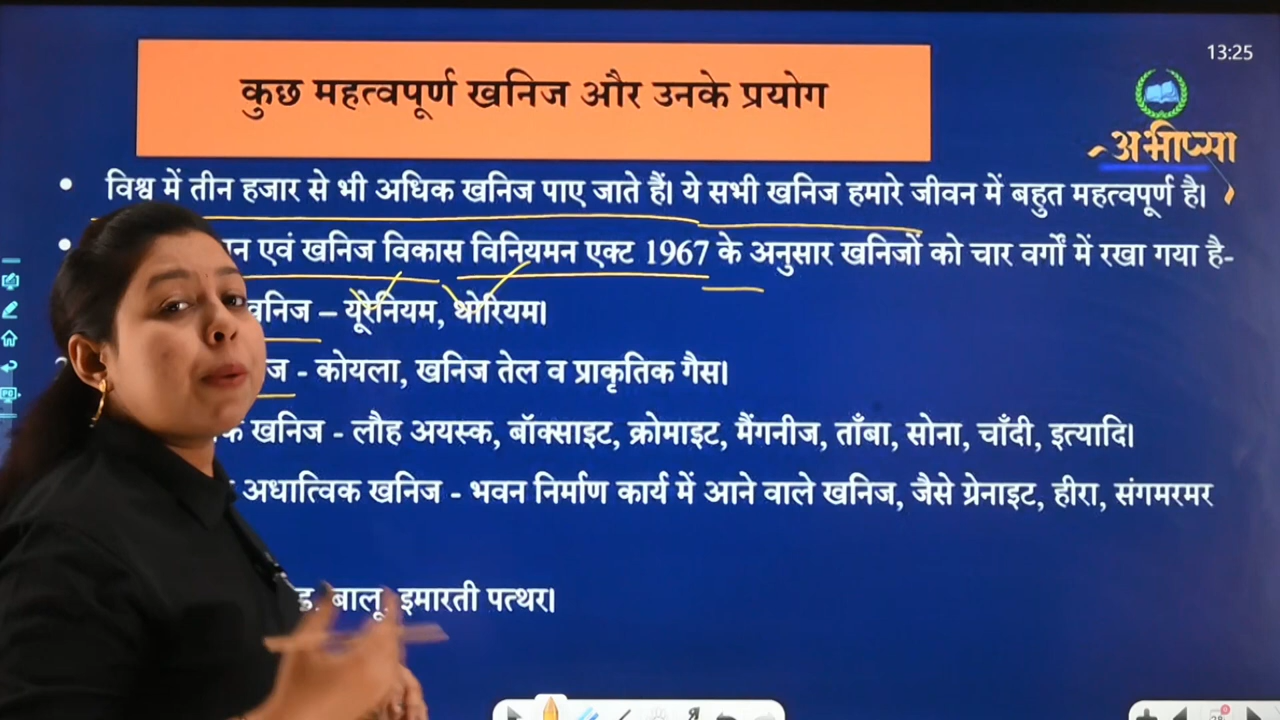 13:25
कुछ महत्वपूर्ण खनिज और उनके प्रयोग
अभीप्सा
• विश्व में तीन हजार से भी अधिक खनिज पाए जाते हैं। ये सभी खनिज हमारे जीवन में बहुत महत्वपूर्ण है।
• एवं खनिज विकास विनियमन एक्ट 1967 के अनुसार खनिजों को चार वर्गों में रखा गया है-
– यूरेनियम, थोरियम।
- कोयला, खनिज तेल व प्राकृतिक गैस।
खनिज - लौह अयस्क, बॉक्साइट, क्रोमाइट, मैंगनीज, ताँबा, सोना, चाँदी, इत्यादि।
अधात्विक खनिज - भवन निर्माण कार्य में आने वाले खनिज, जैसे ग्रेनाइट, हीरा, संगमरमर
बालू, इमारती पत्थर।